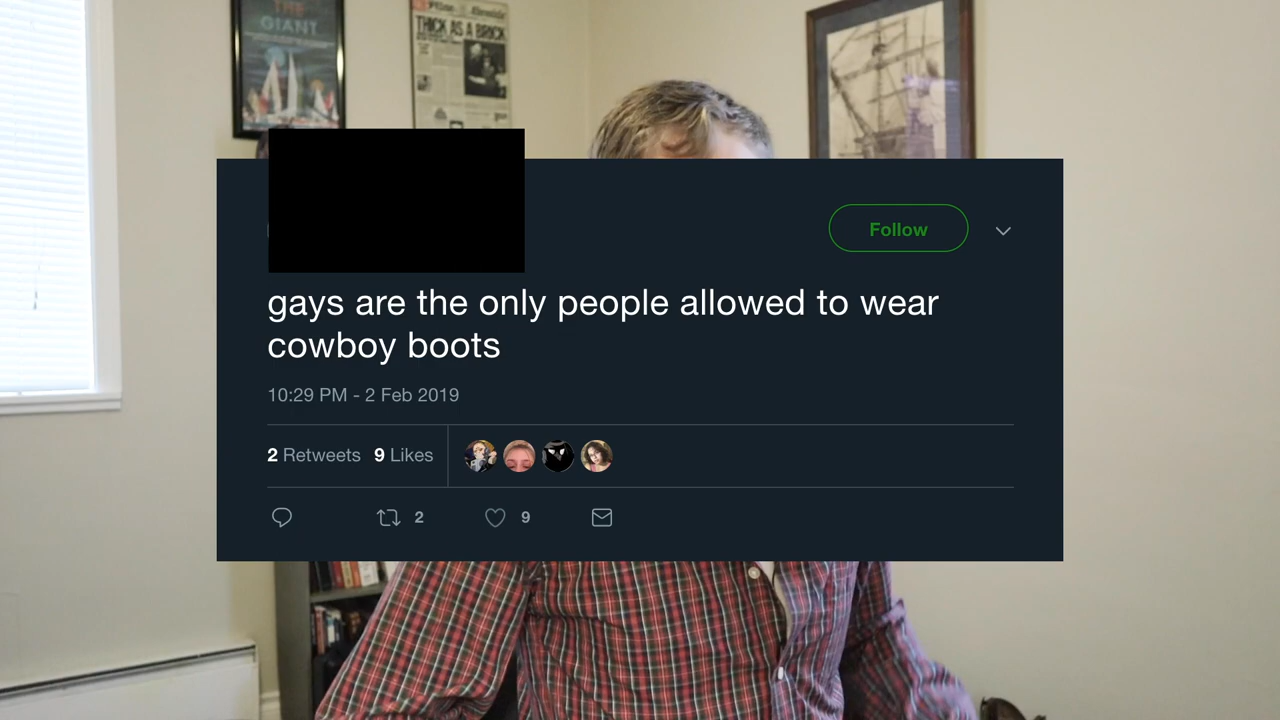 THE
GIANT
THICK AS A BRICK
Follow
gays are the only people allowed to wear
cowboy boots
10:29 PM - 2 Feb 2019
2 Retweets 9 Likes
2 9